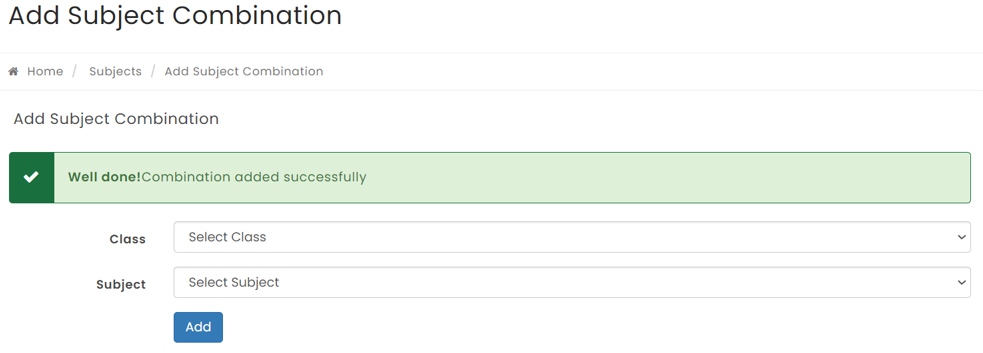 Add Subject Combination
Home / Subjects / Add Subject Combination
Add Subject Combination
Well done!Combination added successfully
Class Select Class
Subject Select Subject
Add